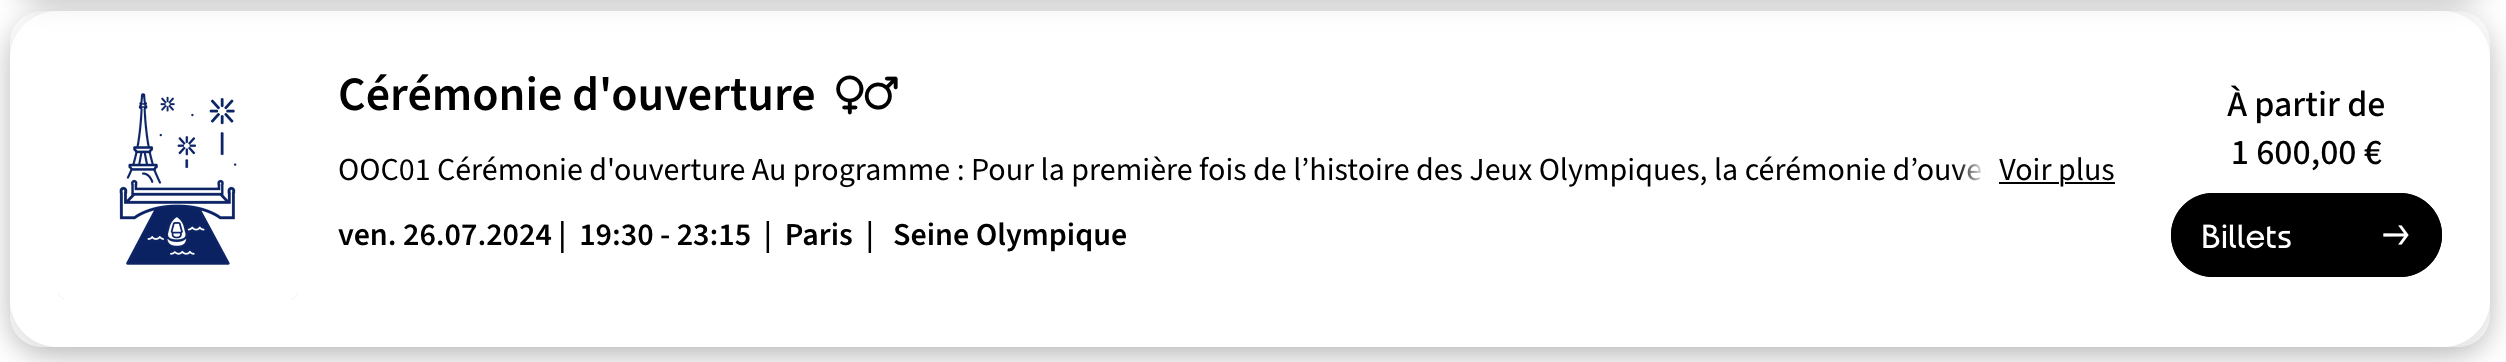 Cérémonie d'ouverture ♀♂
OOC01 Cérémonie d'ouverture Au programme : Pour la première fois de l’histoire des Jeux Olympiques, la cérémonie d’ouve Voir plus
ven. 26.07.2024 | 19:30 - 23:15 | Paris | Seine Olympique
À partir de
1 600,00 €
Billets →